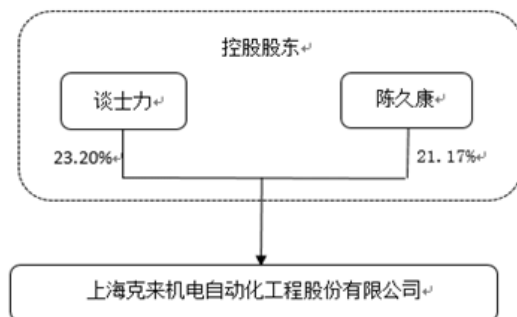 控股股东
谈士力
陈久康
23.20%
21.17%
上海克来机电自动化工程股份有限公司